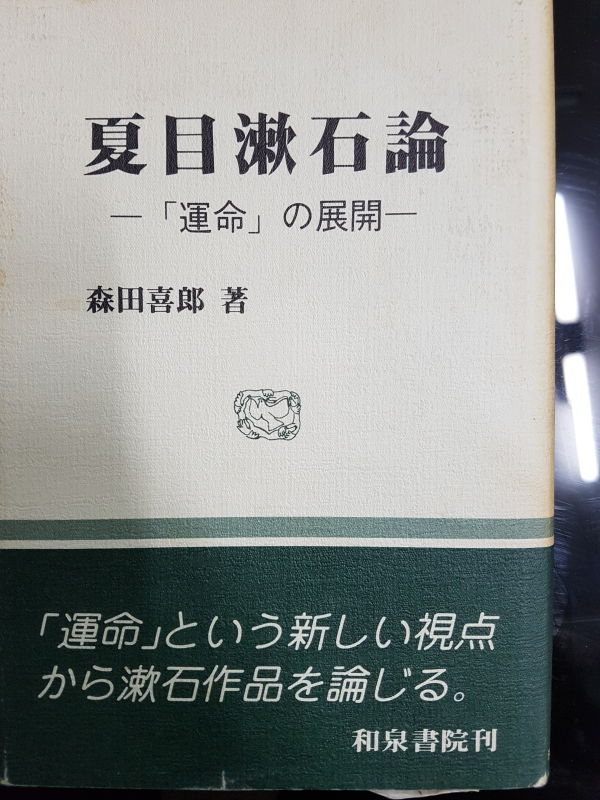 夏目漱石論
―「運命」の展開―
森田喜郎 著
「運命」という新しい視点
から漱石作品を論じる。
和泉書院刊